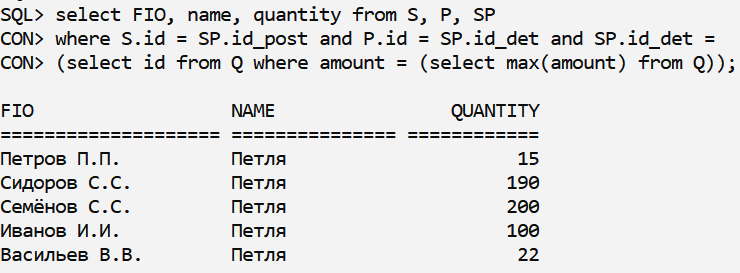 SQL> select FIO, name, quantity from S, P, SP
CON> where S.id = SP.id_post and P.id = SP.id_det and SP.id_det =
CON> (select id from Q where amount = (select max(amount) from Q));
FIO                  NAME                QUANTITY
==================== =============== ============
Петров П.П.          Петля                     15
Сидоров С.С.         Петля                    190
Семёнов С.С.         Петля                    200
Иванов И.И.          Петля                    100
Васильев В.В.        Петля                     22